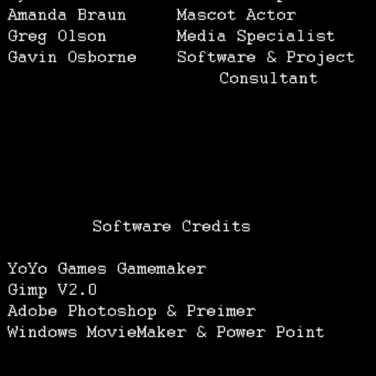 Amanda Braun Mascot Actor
Greg Olson Media Specialist
Gavin Osborne Software & Project
Consultant
Software Credits
YoYo Games Gamemaker
Gimp V2.0
Adobe Photoshop & Preimer
Windows MovieMaker & Power Point